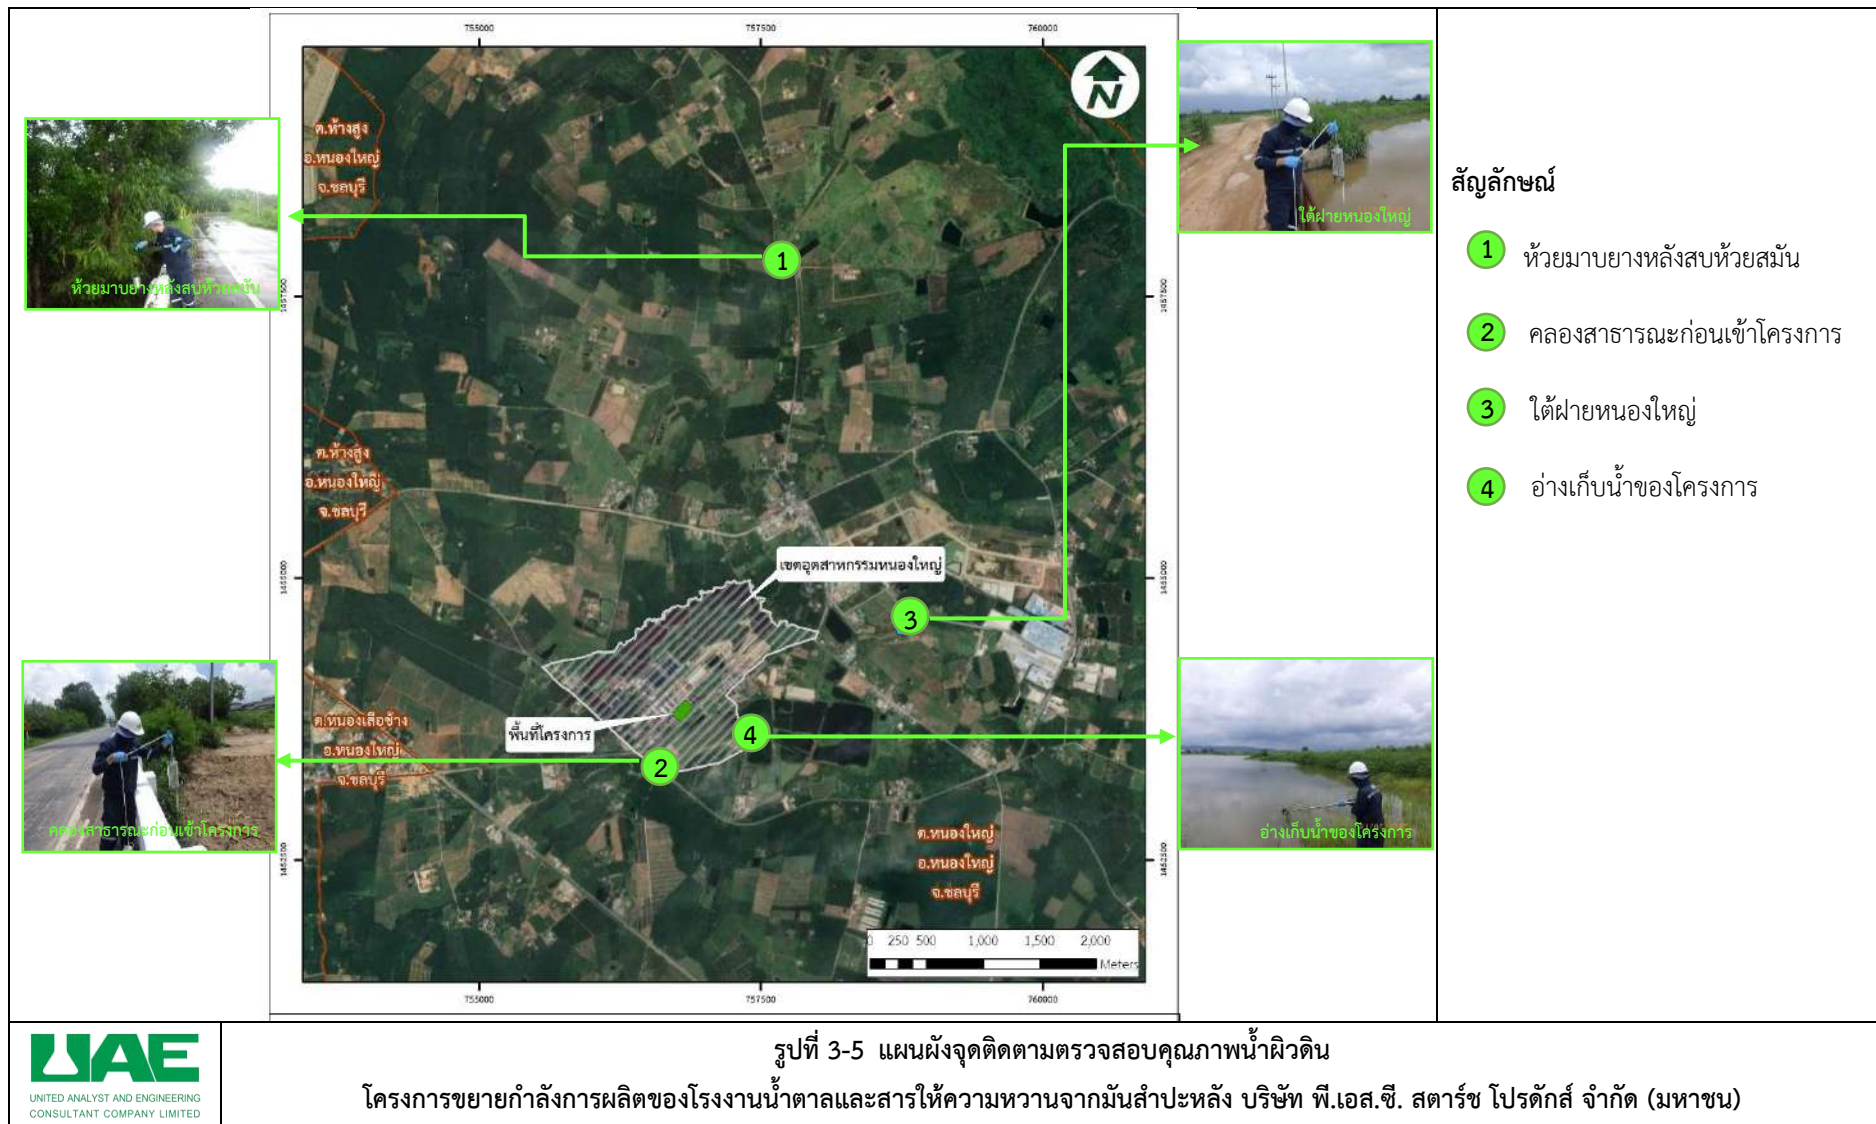 755000
757500
760000
ต.ห้างสูง
อ.หนองใหญ่
จ.ชลบุรี
N
ห้วยมาบยางหลังสบห้วยสมัน
ใต้ฝายหนองใหญ่
1
1457500
1457500
ต.ห้างสูง
อ.หนองใหญ่
จ.ชลบุรี
เขตอุตสาหกรรมหนองใหญ่
1455000
1455000
3
พื้นที่โครงการ
4
2
ต.หนองเสือช้าง
อ.หนองใหญ่
จ.ชลบุรี
คลองสาธารณะก่อนเข้าโครงการ
อ่างเก็บน้ำของโครงการ
ต.หนองใหญ่
อ.หนองใหญ่
จ.ชลบุรี
1452500
1452500
0 250 500 1,000 1,500 2,000
Meters
755000
757500
760000
สัญลักษณ์
1 ห้วยมาบยางหลังสบห้วยสมัน
2 คลองสาธารณะก่อนเข้าโครงการ
3 ใต้ฝายหนองใหญ่
4 อ่างเก็บน้ำของโครงการ
UAE
UNITED ANALYST AND ENGINEERING
CONSULTANT COMPANY LIMITED
รูปที่ 3-5 แผนผังจุดติดตามตรวจสอบคุณภาพน้ำผิวดิน
โครงการขยายกำลังการผลิตของโรงงานน้ำตาลและสารให้ความหวานจากมันสำปะหลัง บริษัท พี.เอส.ซี. สตาร์ช โปรดักส์ จำกัด (มหาชน)